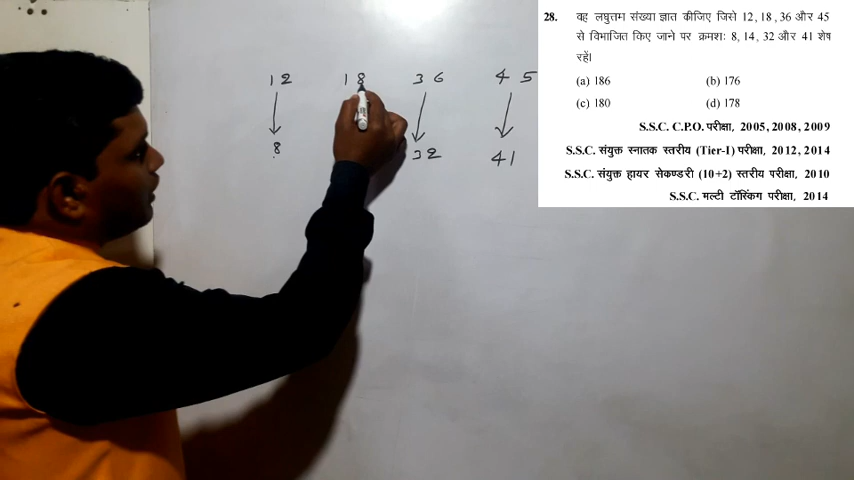 28. वह लघुत्तम संख्या ज्ञात कीजिए जिसे 12, 18, 36 और 45
से विभाजित किए जाने पर क्रमशः 8, 14, 32 और 41 शेष
रहें।
(a) 186 (b) 176
(c) 180 (d) 178
S.S.C. C.P.O. परीक्षा, 2005, 2008, 2009
S.S.C. संयुक्त स्नातक स्तरीय (Tier-I) परीक्षा, 2012, 2014
S.S.C. संयुक्त हायर सेकण्डरी (10+2) स्तरीय परीक्षा, 2010
S.S.C. मल्टी टॉस्किंग परीक्षा, 2014
12 18 36 45
8 32 41